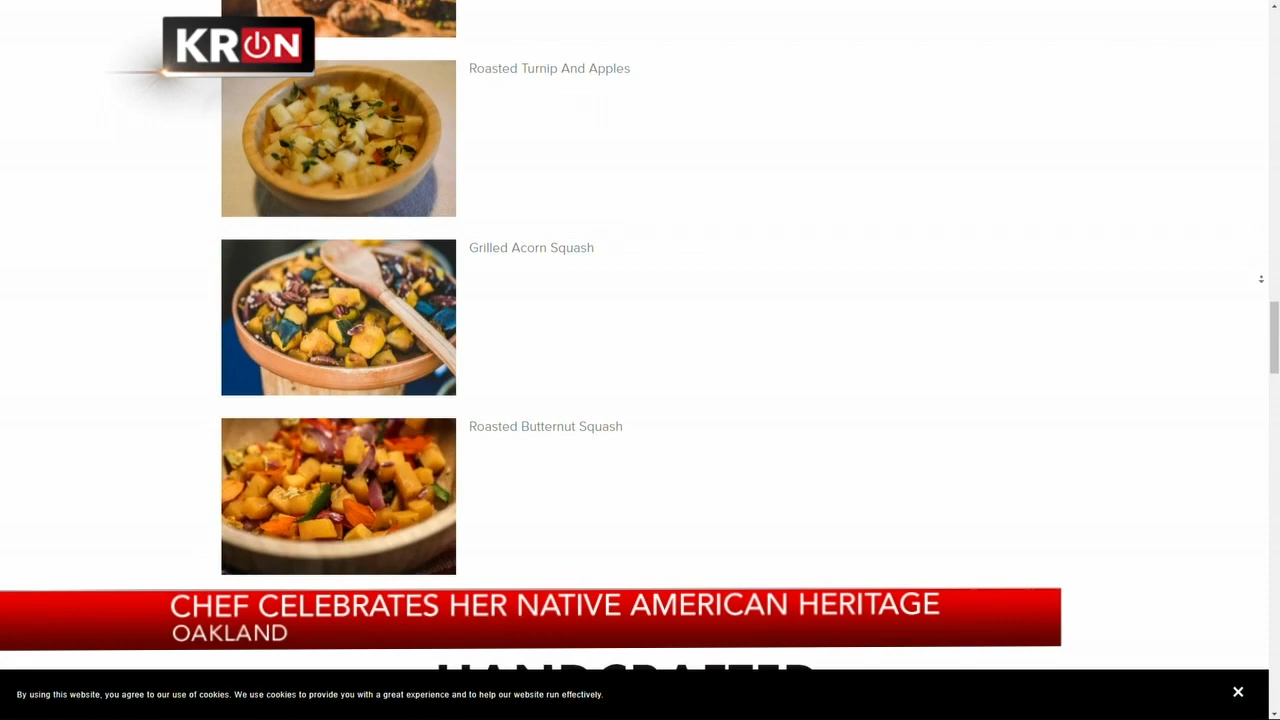 KRON
Roasted Turnip And Apples
Grilled Acorn Squash
Roasted Butternut Squash
CHEF CELEBRATES HER NATIVE AMERICAN HERITAGE
OAKLAND
HANDCRAFTED
By using this website, you agree to our use of cookies. We use cookies to provide you with a great experience and to help our website run effectively.